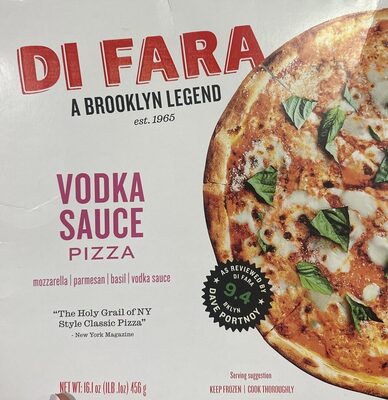 DI FARA
A BROOKLYN LEGEND
est. 1965
VODKA
SAUCE
PIZZA
mozzarella | parmesan | basil | vodka sauce
"The Holy Grail of NY
Style Classic Pizza"
- New York Magazine
AS REVIEWED BY
DI FARA
9.4
BKLYN
DAVE PORTNOY
Serving suggestion
NET WT: 16.1 oz (1LB .1oz) 456 g
KEEP FROZEN | COOK THOROUGHLY